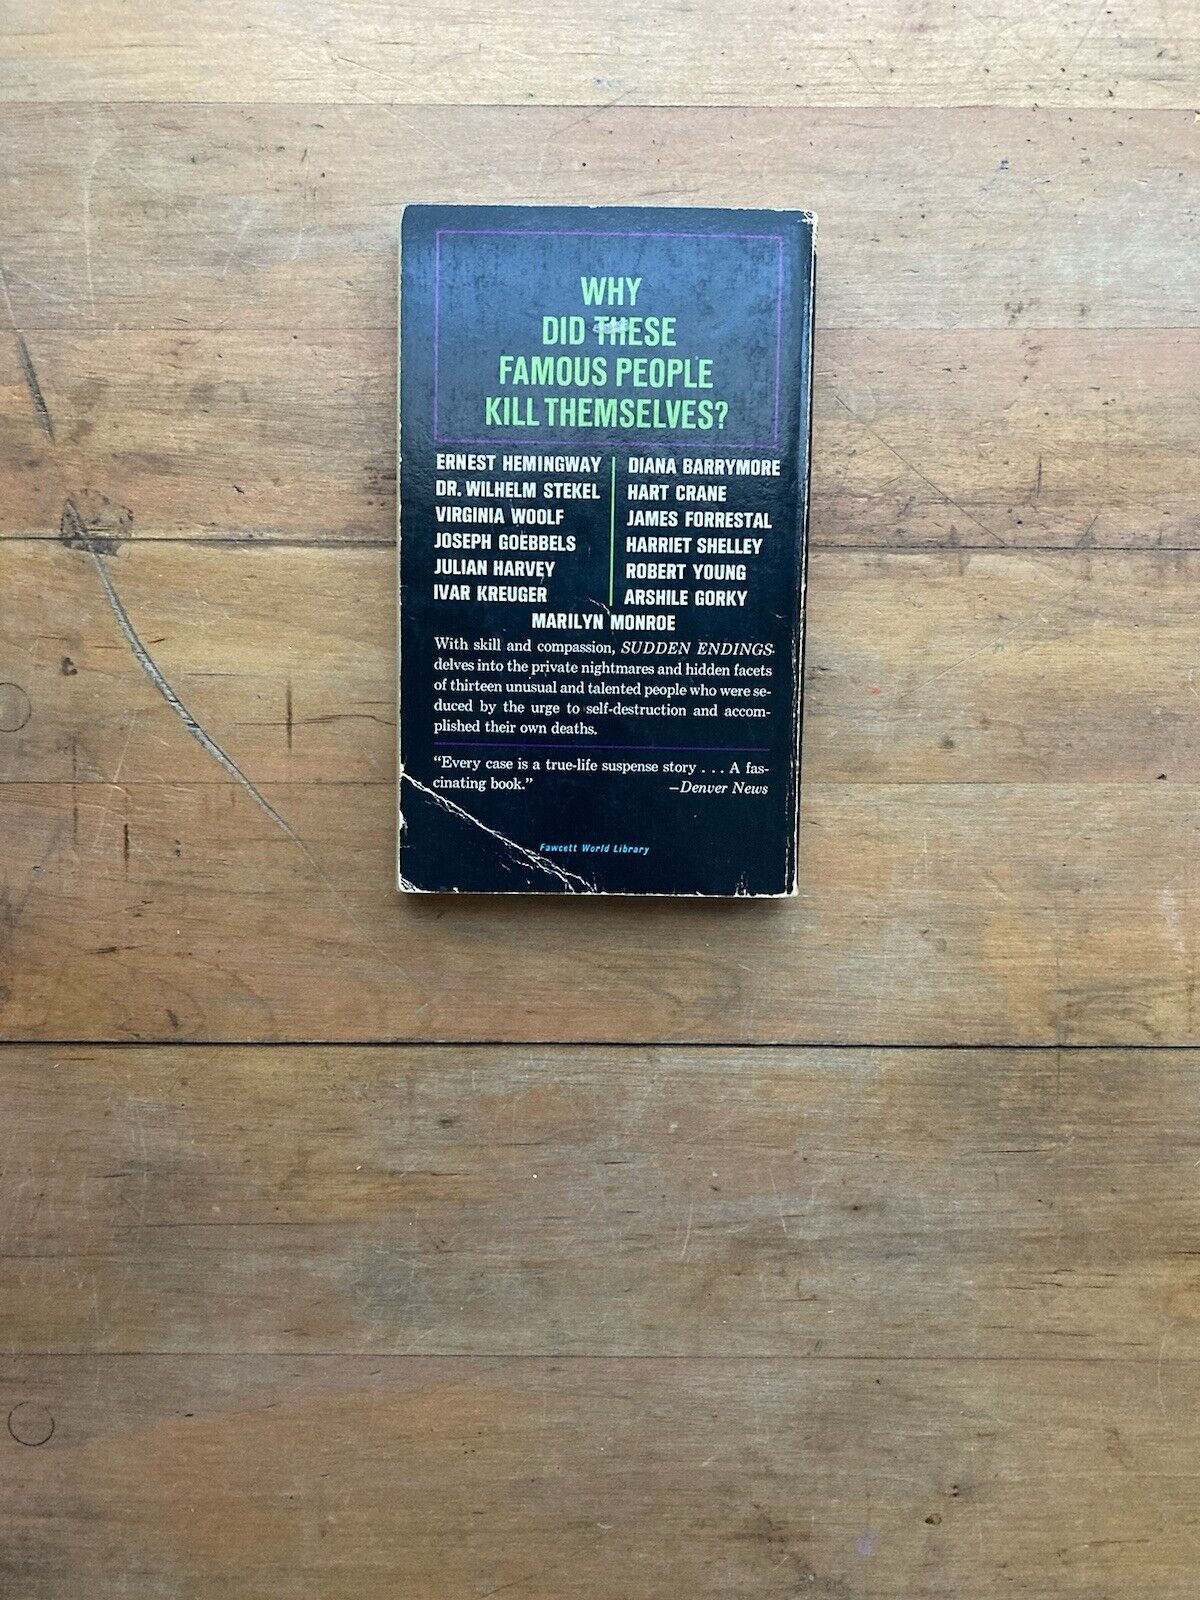 WHY
DID THESE
FAMOUS PEOPLE
KILL THEMSELVES?
ERNEST HEMINGWAY
DR. WILHELM STEKEL
VIRGINIA WOOLF
JOSEPH GOEBBELS
JULIAN HARVEY
IVAR KREUGER
DIANA BARRYMORE
HART CRANE
JAMES FORRESTAL
HARRIET SHELLEY
ROBERT YOUNG
ARSHILE GORKY
MARILYN MONROE
With skill and compassion, SUDDEN ENDINGS
delves into the private nightmares and hidden facets
of thirteen unusual and talented people who were se-
duced by the urge to self-destruction and accom-
plished their own deaths.
"Every case is a true-life suspense story . . . A fas-
cinating book." —Denver News
Fawcett World Library